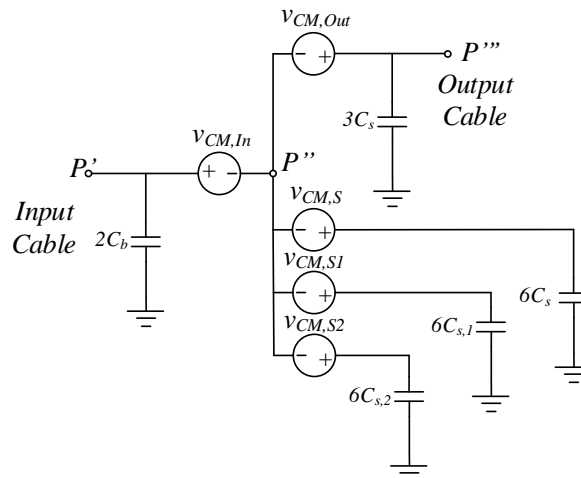 v_{CM,Out}
P'''
Output
Cable
3C_s
v_{CM,In}
P'
P''
Input
Cable
2C_b
v_{CM,S}
v_{CM,S1}
v_{CM,S2}
6C_s
6C_{s,1}
6C_{s,2}